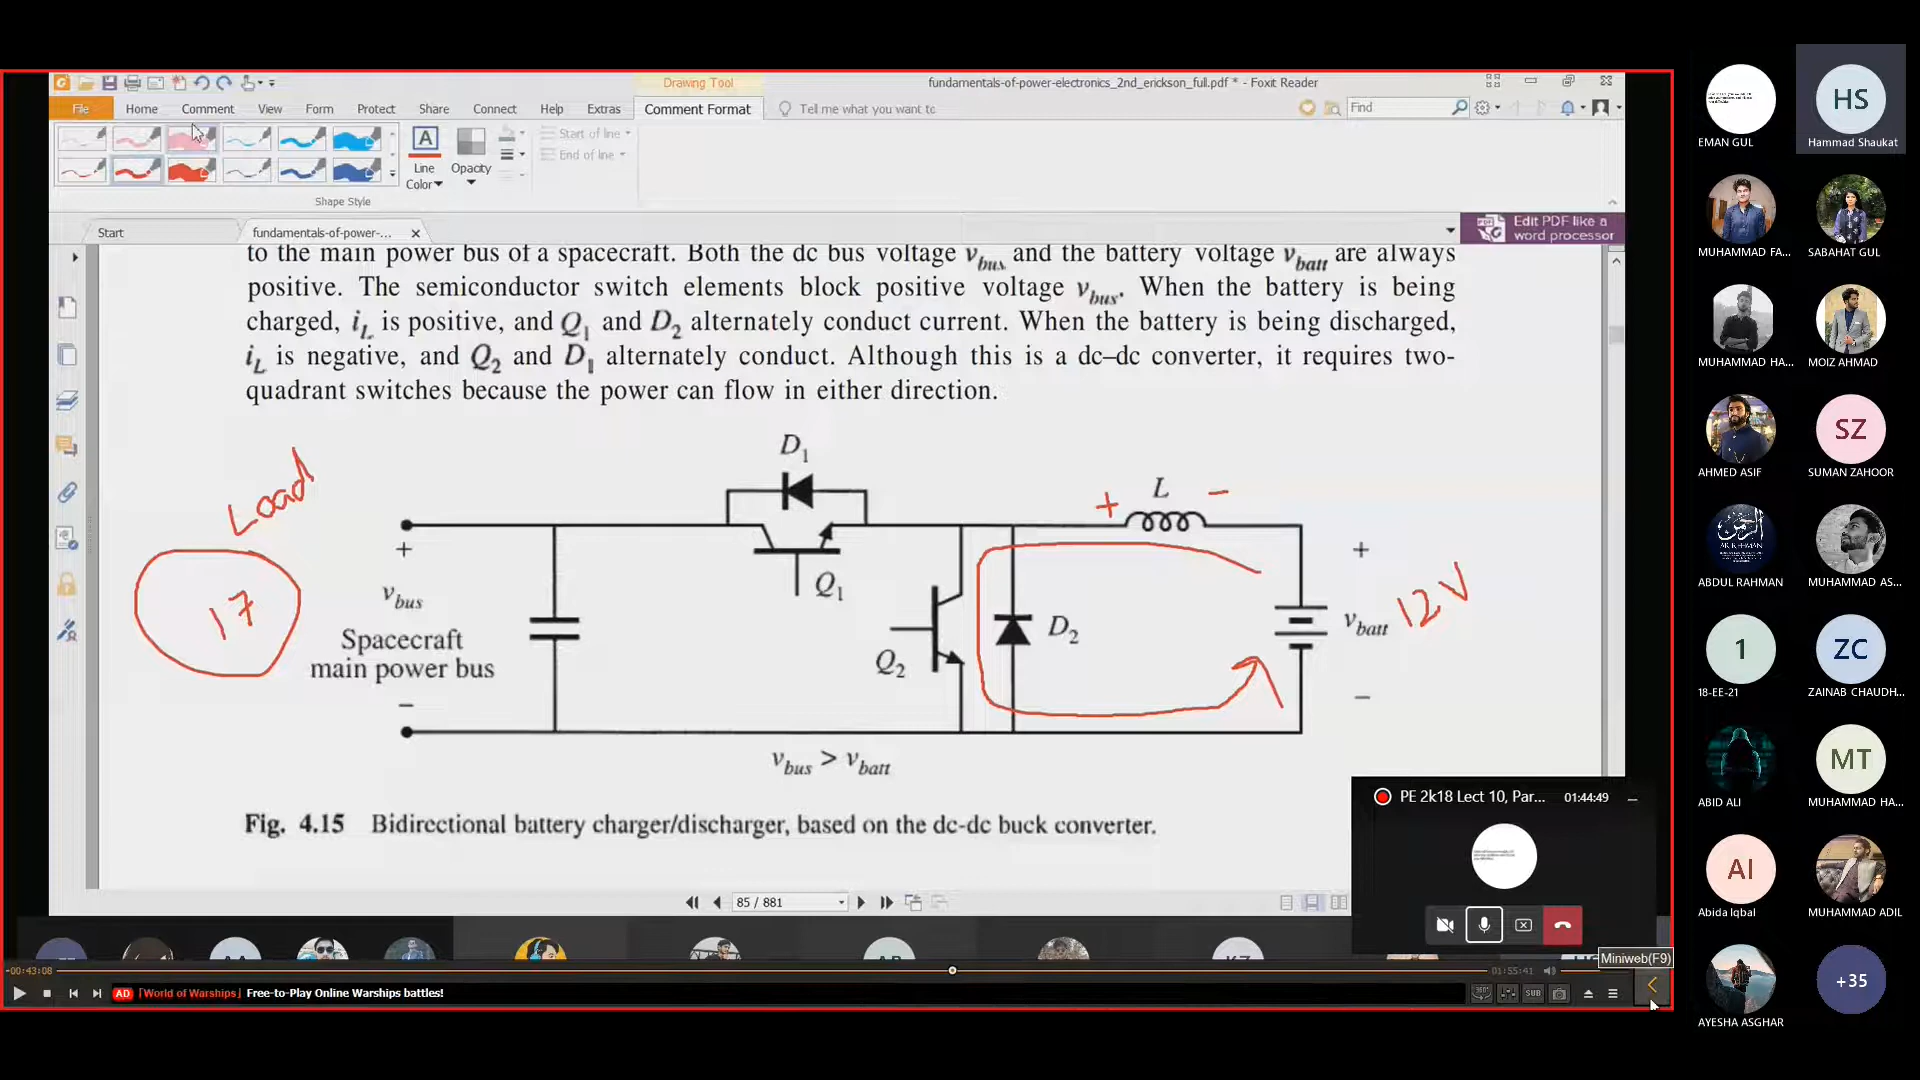 Drawing Tool
fundamentals-of-power-electronics_2nd_erickson_full.pdf * - Foxit Reader
File Home Comment View Form Protect Share Connect Help Extras Comment Format Tell me what you want to Find
Line Color Opacity
Start of line
End of line
Shape Style
Start fundamentals-of-power-...
Edit PDF like a
word processor
to the main power bus of a spacecraft. Both the dc bus voltage vbus and the battery voltage vbatt are always
positive. The semiconductor switch elements block positive voltage vbus. When the battery is being
charged, iL is positive, and Q1 and D2 alternately conduct current. When the battery is being discharged,
iL is negative, and Q2 and D1 alternately conduct. Although this is a dc–dc converter, it requires two-
quadrant switches because the power can flow in either direction.
Load
17
D1
Q1
+ L -
+
vbus
Spacecraft
main power bus
–
Q2
D2
+
vbatt
12V
–
vbus > vbatt
Fig. 4.15 Bidirectional battery charger/discharger, based on the dc-dc buck converter.
85 / 881
PE 2k18 Lect 10, Par... 01:44:49
Miniweb(F9)
-00:43:08
01:55:41
AD [World of Warships] Free-to-Play Online Warships battles!
360°
SUB
EMAN GUL
HS
Hammad Shaukat
MUHAMMAD FA...
SABAHAT GUL
MUHAMMAD HA...
MOIZ AHMAD
AHMED ASIF
SZ
SUMAN ZAHOOR
ABDUL RAHMAN
MUHAMMAD AS...
1
18-EE-21
ZC
ZAINAB CHAUDH...
ABID ALI
MT
MUHAMMAD HA...
AI
Abida Iqbal
MUHAMMAD ADIL
AYESHA ASGHAR
+35